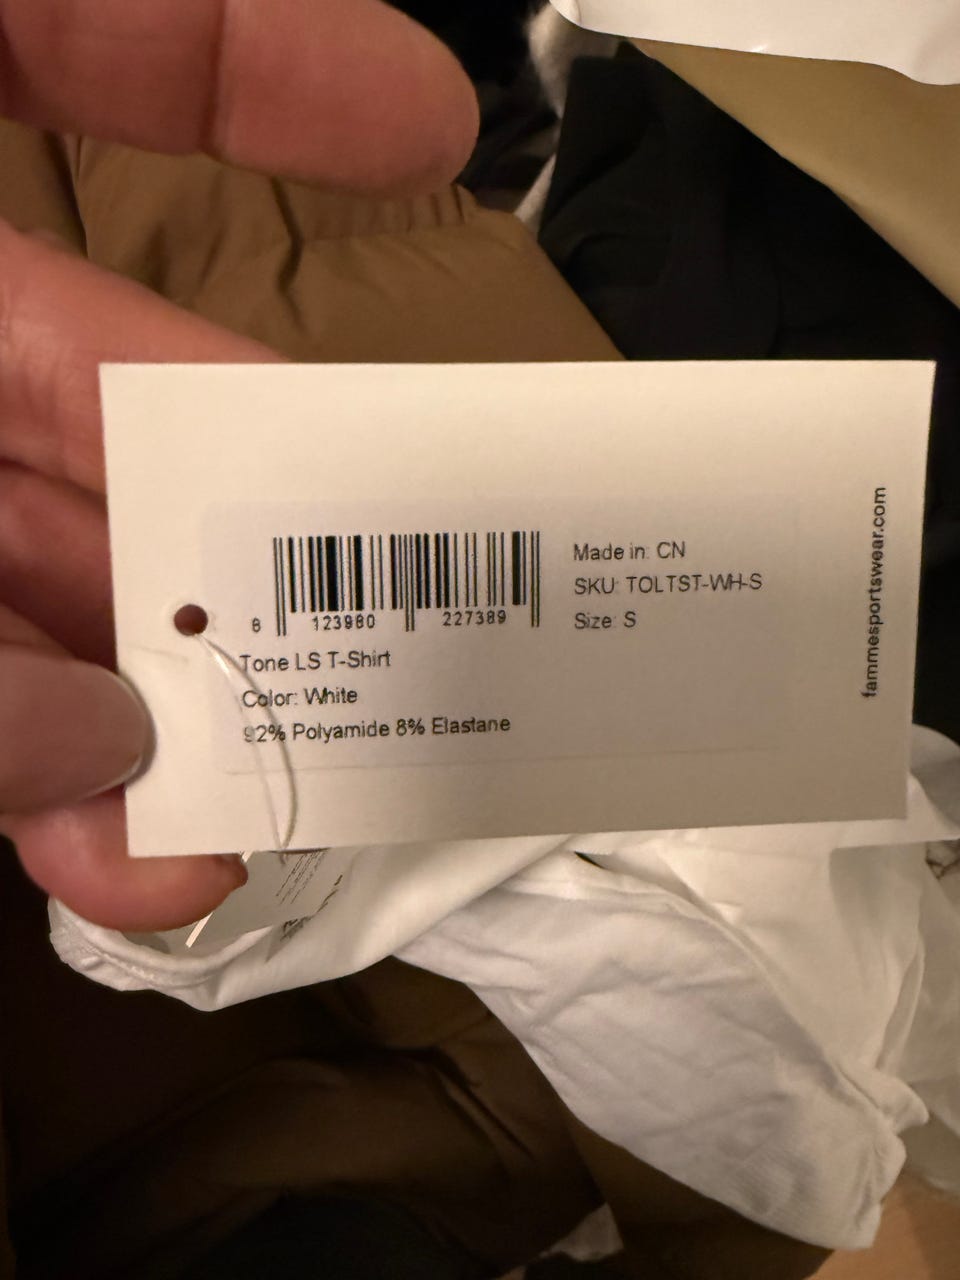 8 123980 227389
Tone LS T-Shirt
Color: White
92% Polyamide 8% Elastane
Made in: CN
SKU: TOLTST-WH-S
Size: S
fammesportswear.com